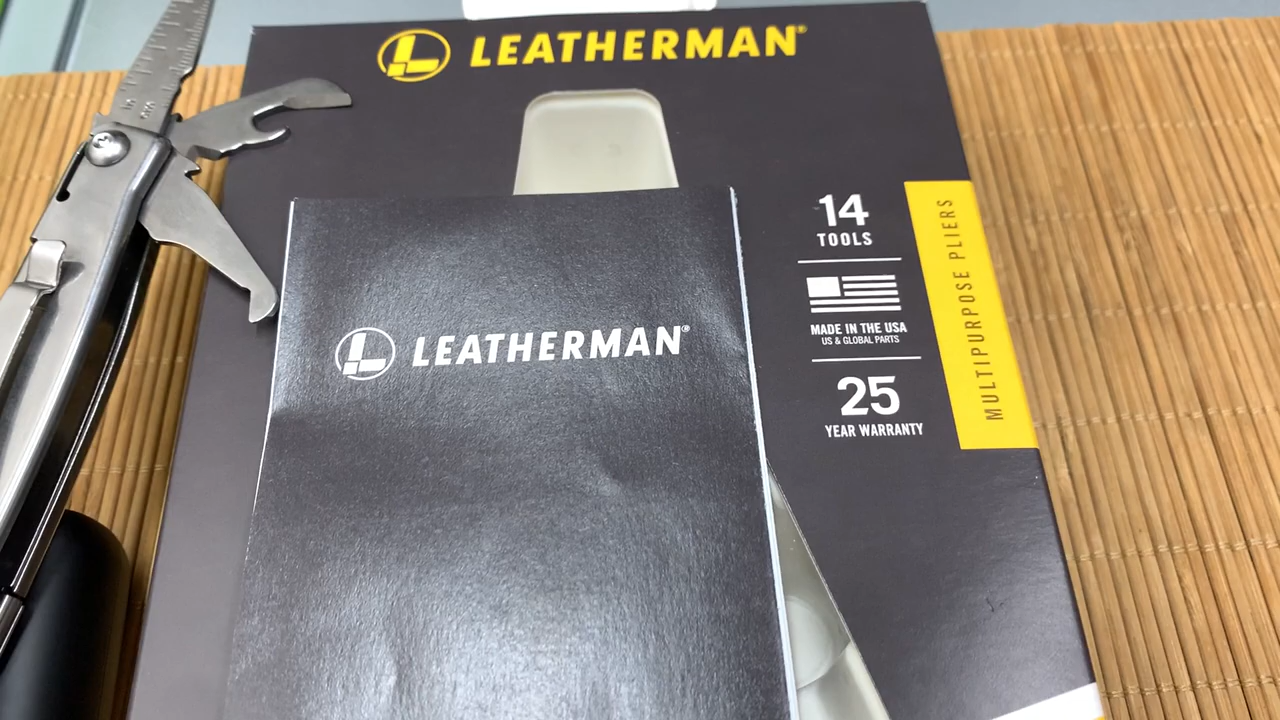 LEATHERMAN®
14
TOOLS
MADE IN THE USA
US & GLOBAL PARTS
25
YEAR WARRANTY
MULTIPURPOSE PLIERS
LEATHERMAN®